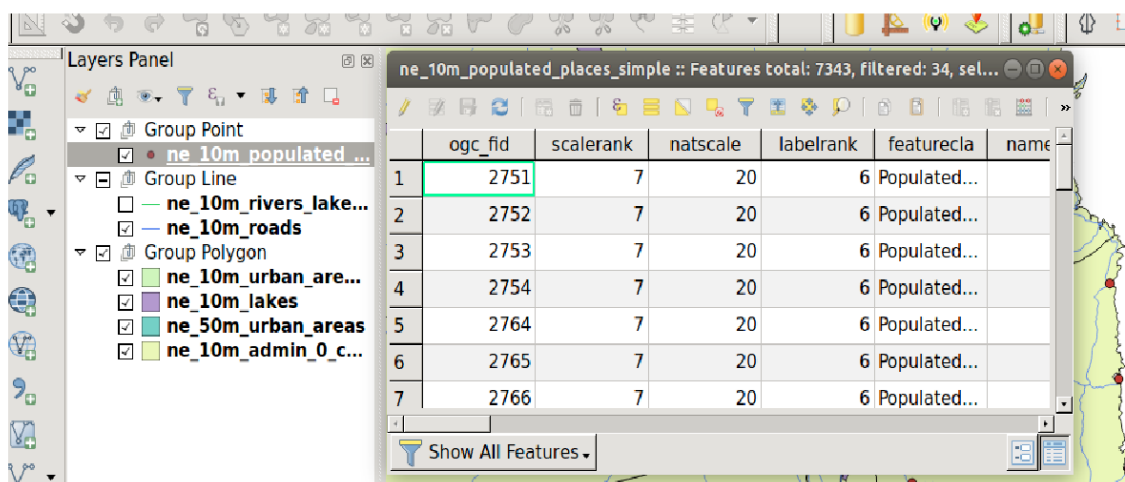 Layers Panel
Group Point
ne_10m_populated_...
Group Line
ne_10m_rivers_lake...
ne_10m_roads
Group Polygon
ne_10m_urban_are...
ne_10m_lakes
ne_50m_urban_areas
ne_10m_admin_0_c...
ne_10m_populated_places_simple :: Features total: 7343, filtered: 34, sel...
ogc_fid scalerank natscale labelrank featurecla name
1 2751 7 20 6 Populated...
2 2752 7 20 6 Populated...
3 2753 7 20 6 Populated...
4 2754 7 20 6 Populated...
5 2764 7 20 6 Populated...
6 2765 7 20 6 Populated...
7 2766 7 20 6 Populated...
Show All Features